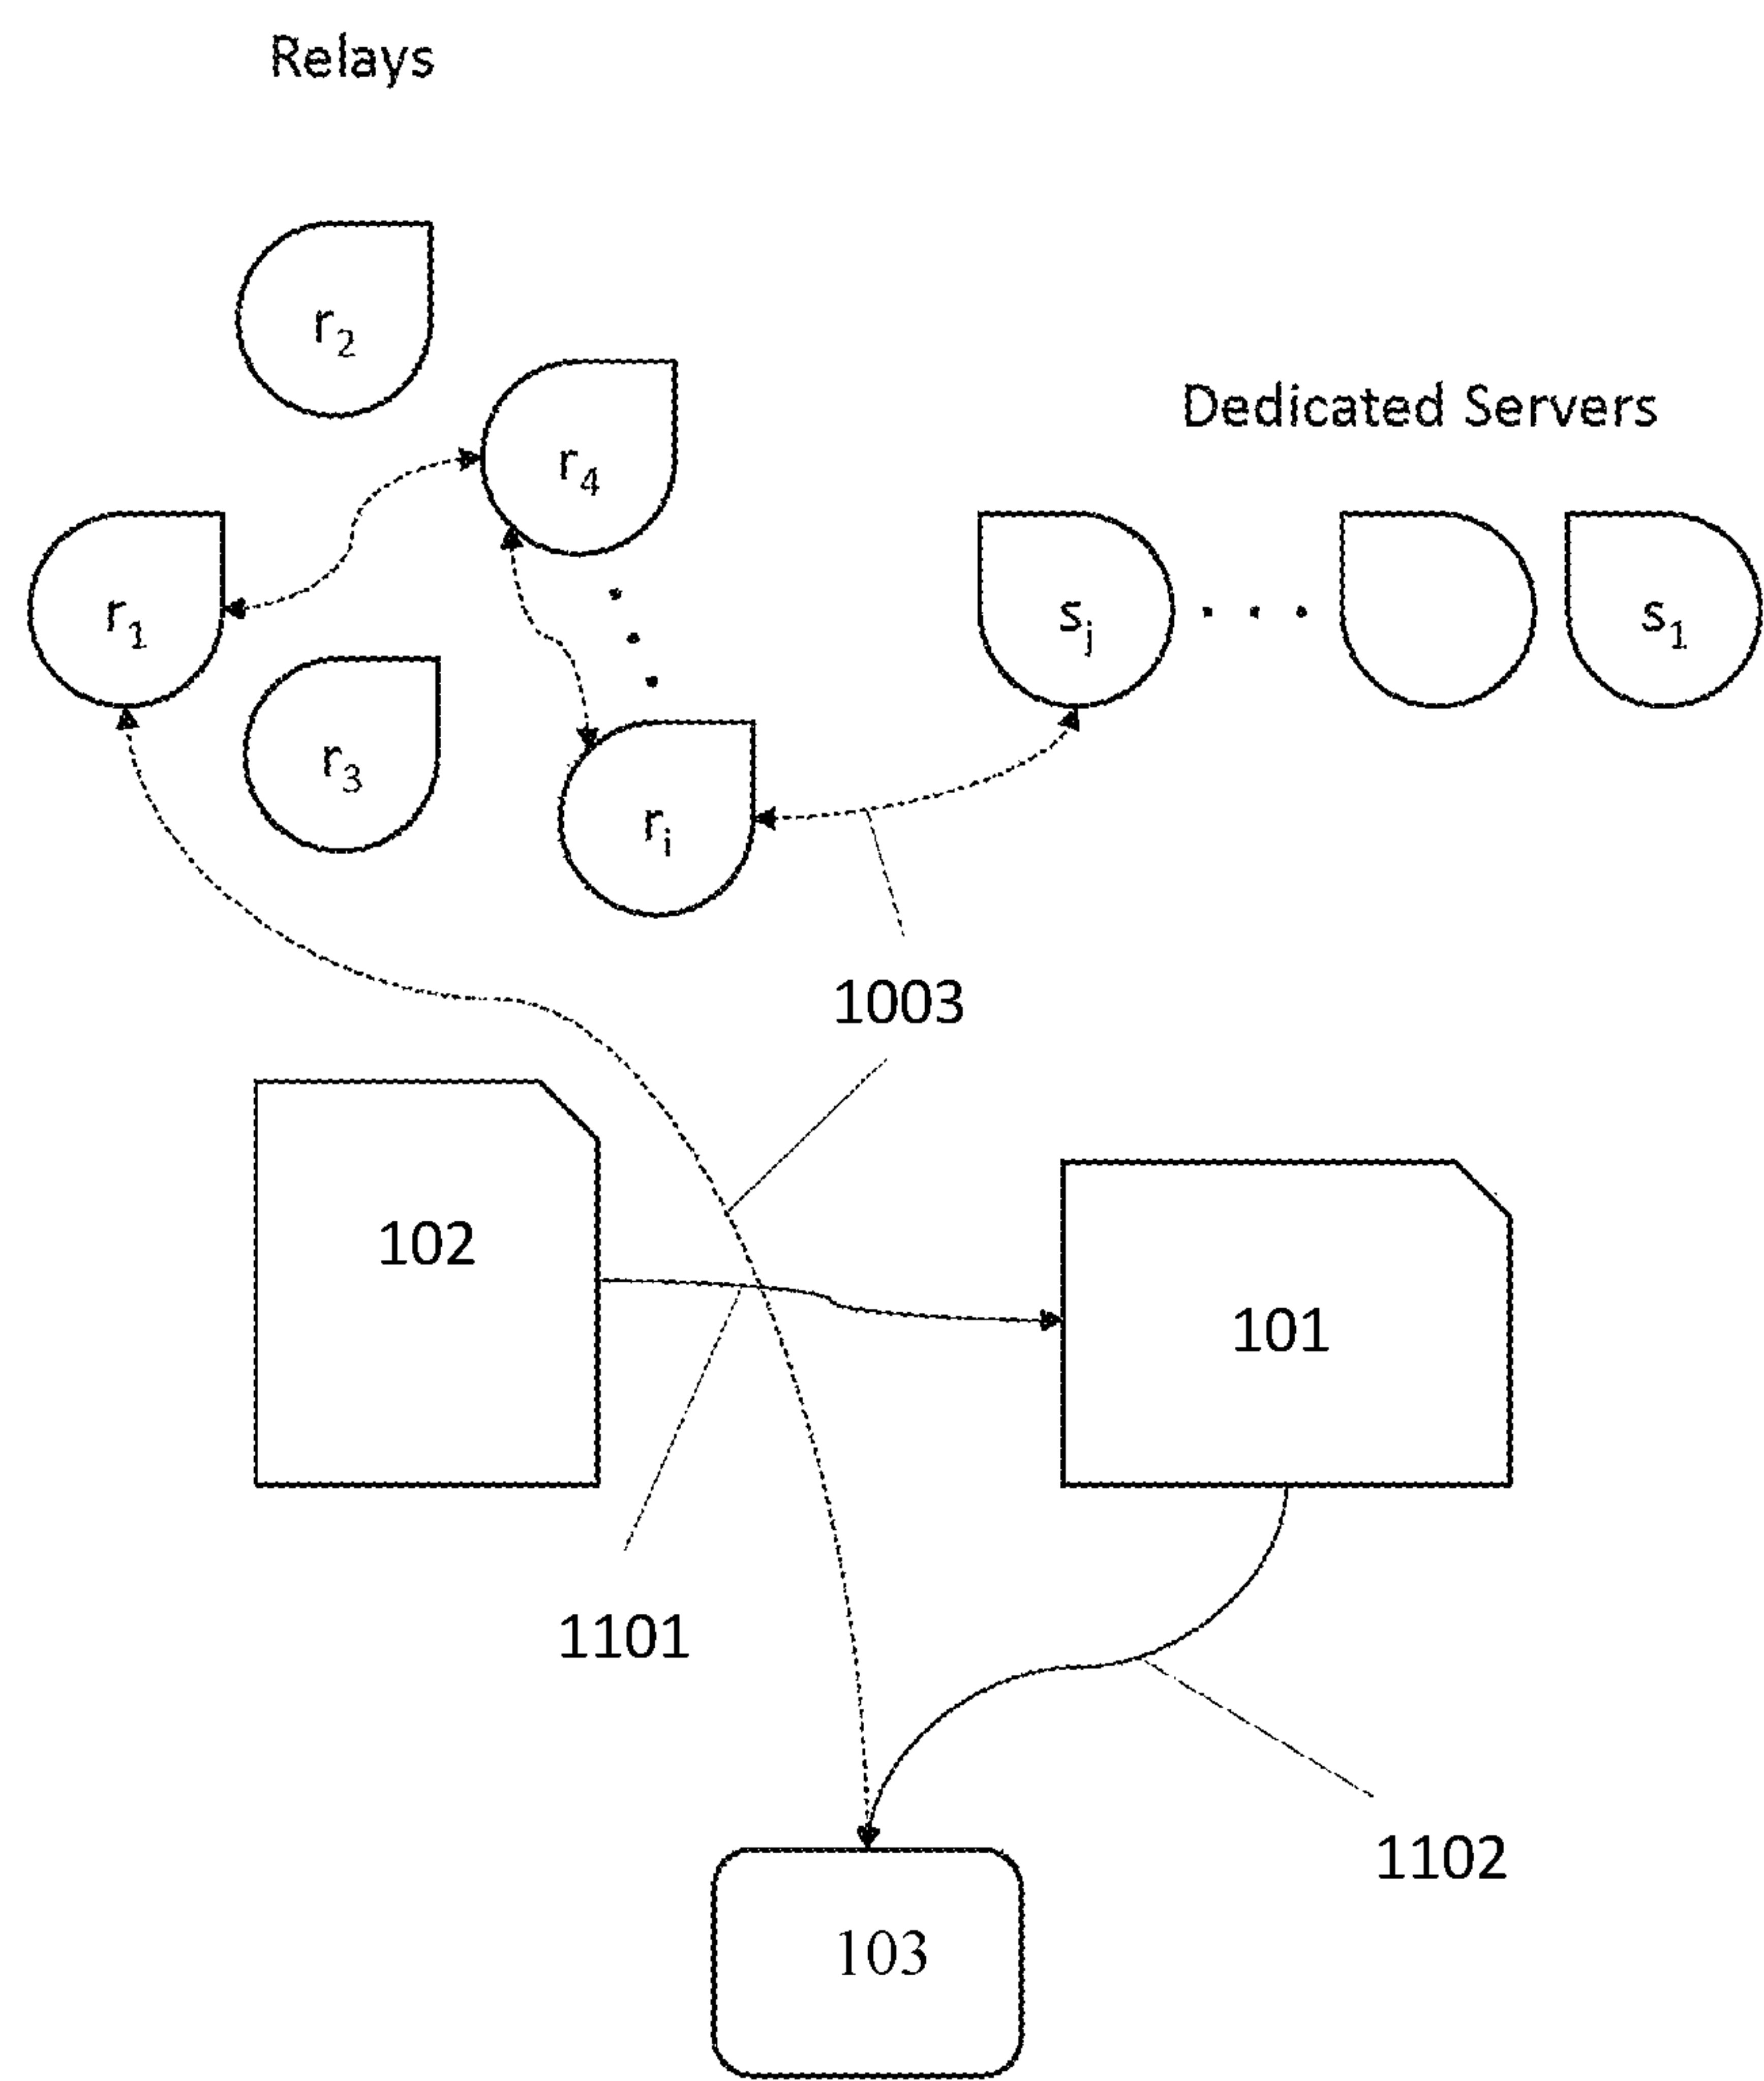 Relays
r2
r4
Dedicated Servers
r1
sj
s1
r3
ri
1003
102
101
1101
1102
103